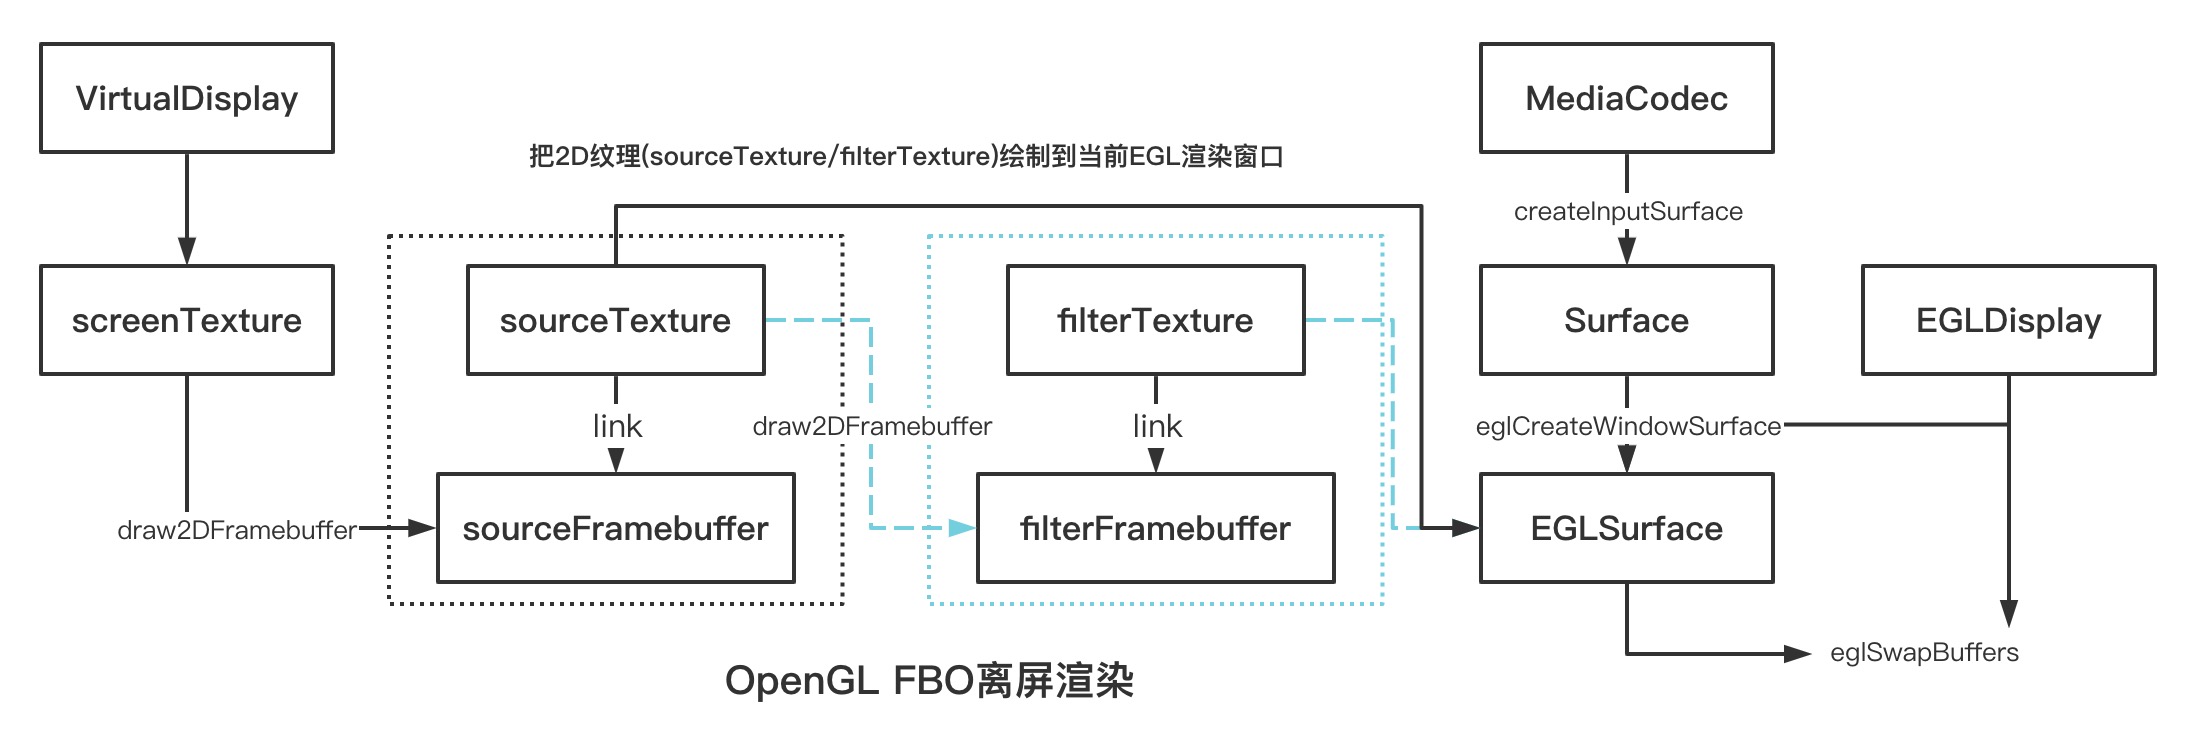 VirtualDisplay
MediaCodec
把2D纹理(sourceTexture/filterTexture)绘制到当前EGL渲染窗口
createInputSurface
screenTexture
sourceTexture
filterTexture
Surface
EGLDisplay
link
draw2DFramebuffer
link
eglCreateWindowSurface
draw2DFramebuffer
sourceFramebuffer
filterFramebuffer
EGLSurface
eglSwapBuffers
OpenGL FBO离屏渲染